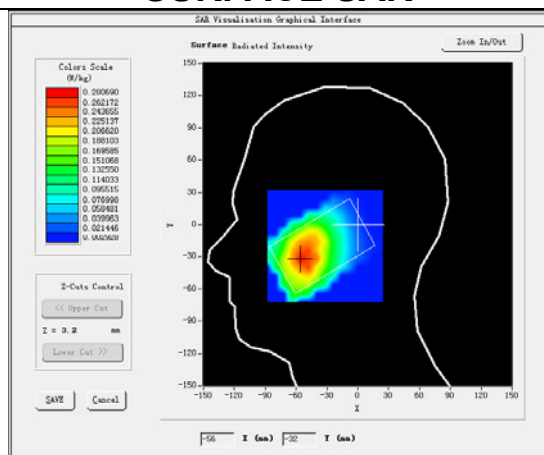 SURFACE SAR
SAR Visualisation Graphical Interface
Surface Radiated Intensity
Zoom In/Out
Colors Scale
(W/kg)
0.280690
0.262172
0.243655
0.225137
0.206620
0.188103
0.169585
0.151068
0.132550
0.114033
0.095515
0.076998
0.058481
0.039963
0.021446
0.002928
Z-Cuts Control
<< Upper Cut
Z = 3.2 mm
Lower Cut >>
SAVE
Cancel
150
120
90
60
30
Y
0
-30
-60
-90
-120
-150
-150 -120 -90 -60 -30 0 30 60 90 120 150
X
-56 X (mm) -32 Y (mm)